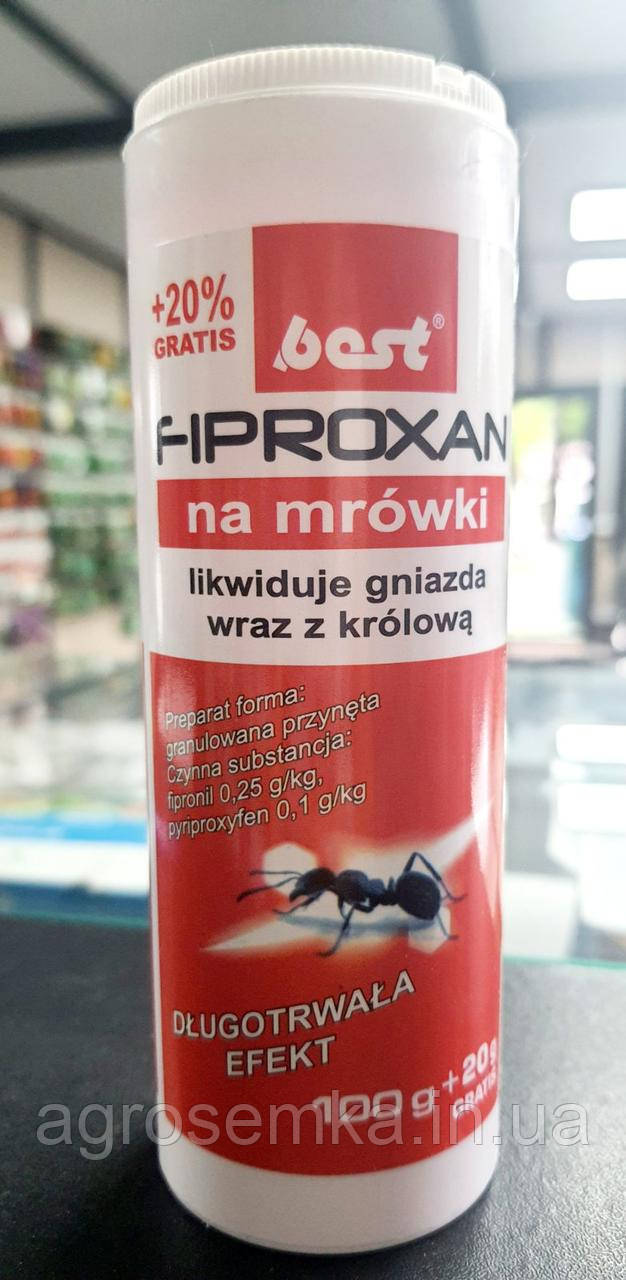 +20%
GRATIS
best®
FIPROXAN
na mrówki
likwiduje gniazda
wraz z królową
Preparat forma:
granulowana przynęta
Czynna substancja:
fipronil 0,25 g/kg,
pyriproxyfen 0,1 g/kg
DŁUGOTRWAŁA
EFEKT
100 g + 20 g
GRATIS
agrosemka.in.ua